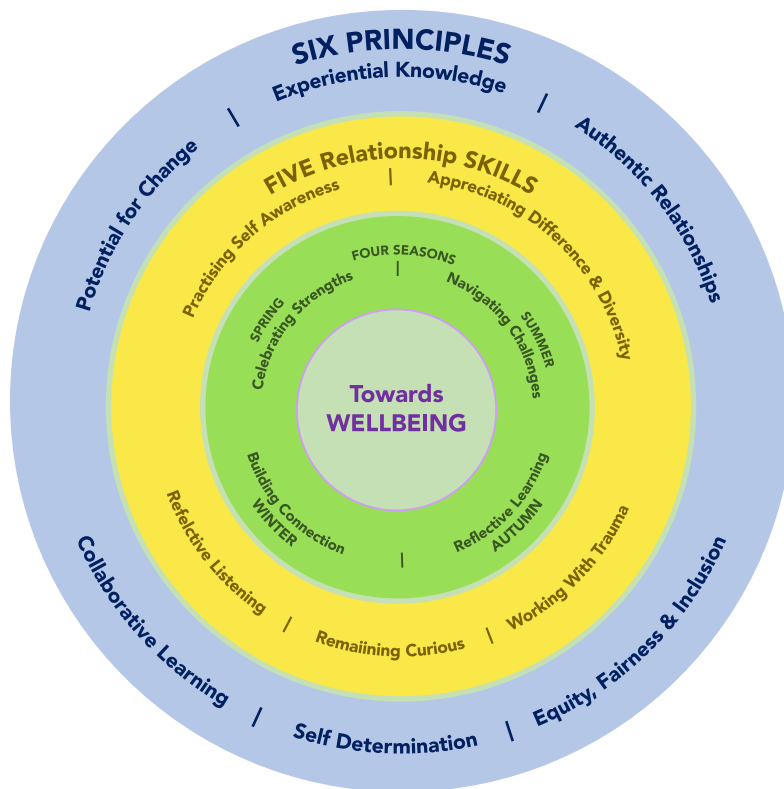 SIX PRINCIPLES
Experiential Knowledge
|
|
Potential for Change
Authentic Relationships
Collaborative Learning
|
Self Determination
|
Equity, Fairness & Inclusion
FIVE Relationship SKILLS
Practising Self Awareness
|
Appreciating Difference & Diversity
Refelctive Listening
|
Remaiining Curious
|
Working With Trauma
FOUR SEASONS
|
SPRING
Celebrating Strengths
SUMMER
Navigating Challenges
Building Connection
WINTER
|
Reflective Learning
AUTUMN
Towards
WELLBEING